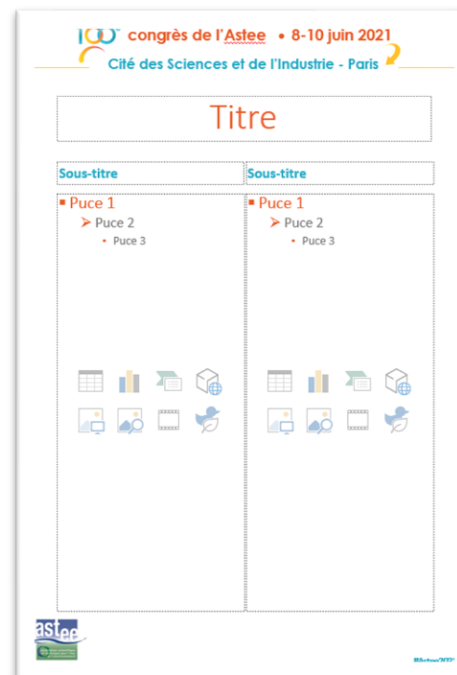 100e congrès de l'Astee • 8-10 juin 2021
Cité des Sciences et de l'Industrie - Paris
Titre
Sous-titre
Sous-titre
Puce 1
Puce 2
Puce 3
Puce 1
Puce 2
Puce 3
astee